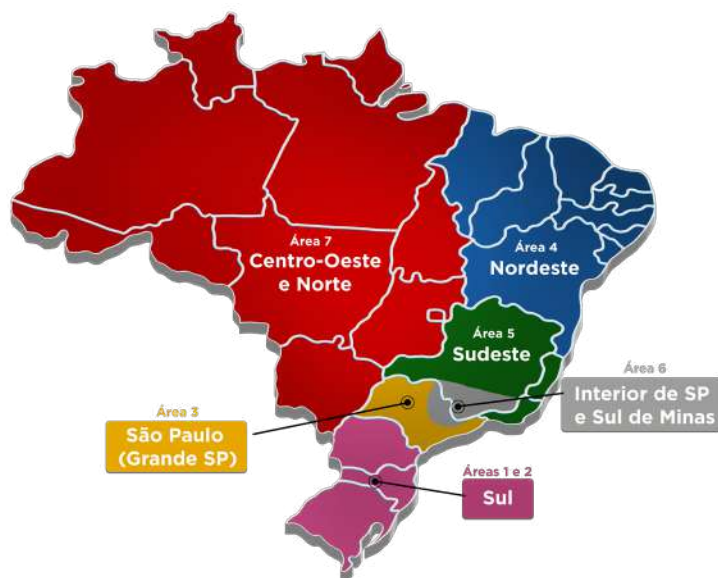 Área 7
Centro-Oeste
e Norte
Área 4
Nordeste
Área 5
Sudeste
Área 6
Interior de SP
e Sul de Minas
Área 3
São Paulo
(Grande SP)
Áreas 1 e 2
Sul